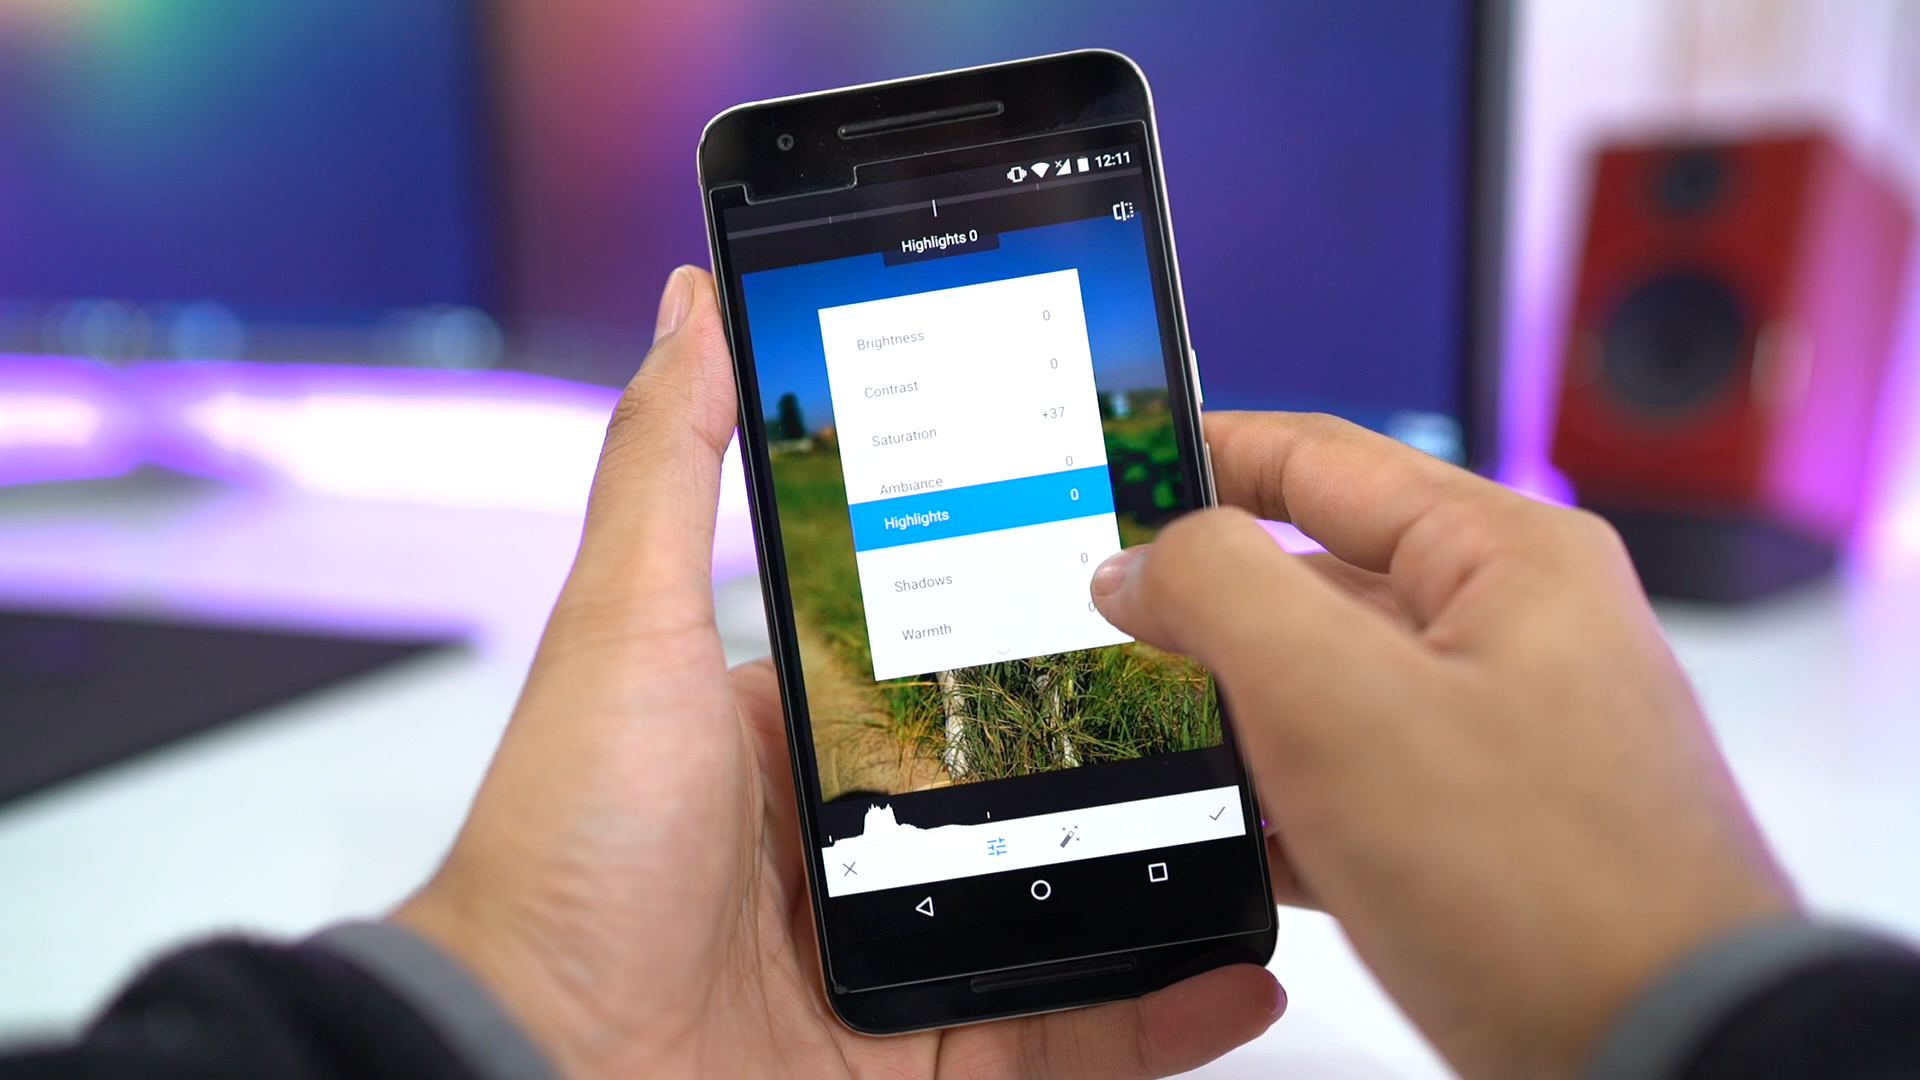 12:11
Highlights 0
Brightness 0
Contrast 0
Saturation +37
Ambiance 0
Highlights 0
Shadows 0
Warmth 0